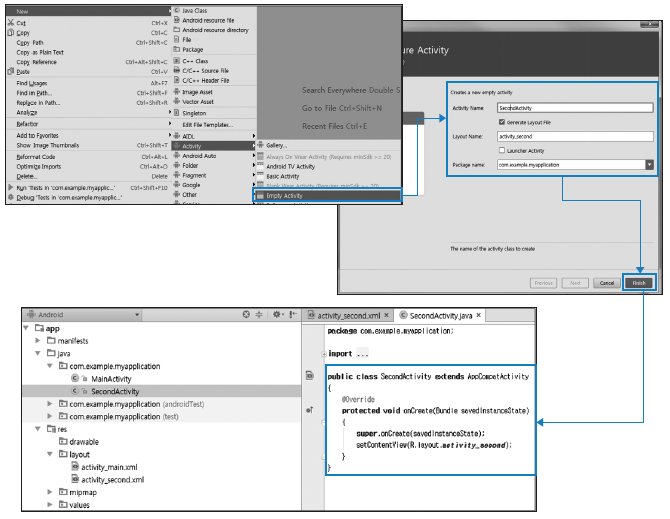 New
Cut Ctrl+X
Copy Ctrl+C
Copy Path Ctrl+Shift+C
Copy as Plain Text
Copy Reference Ctrl+Alt+Shift+C
Paste Ctrl+V
Find Usages Alt+F7
Find in Path... Ctrl+Shift+F
Replace in Path... Ctrl+Shift+R
Analyze
Refactor
Add to Favorites
Show Image Thumbnails Ctrl+Shift+T
Reformat Code Ctrl+Alt+L
Optimize Imports Ctrl+Alt+O
Delete... Delete
Run 'Tests in 'com.example.myapplic...' Ctrl+Shift+F10
Debug 'Tests in 'com.example.myapplic...'
Java Class
Android resource file
Android resource directory
File
Package
C++ Class
C/C++ Source File
C/C++ Header File
Image Asset
Vector Asset
Singleton
Edit File Templates...
AIDL
Activity
Android Auto
Folder
Fragment
Google
Other
Service
Search Everywhere Double S
Go to File Ctrl+Shift+N
Recent Files Ctrl+E
Gallery...
Always On Wear Activity (Requires minSdk >= 20)
Android TV Activity
Basic Activity
Blank Wear Activity (Requires minSdk >= 20)
Empty Activity
ure Activity
Creates a new empty activity
Activity Name: SecondActivity
Generate Layout File
Layout Name: activity_second
Launcher Activity
Package name: com.example.myapplication
The name of the activity class to create
Previous Next Cancel Finish
Android
app
manifests
java
com.example.myapplication
MainActivity
SecondActivity
com.example.myapplication (androidTest)
com.example.myapplication (test)
res
drawable
layout
activity_main.xml
activity_second.xml
mipmap
values
activity_second.xml × SecondActivity.java ×
package com.example.myapplication;
import ...
public class SecondActivity extends AppCompatActivity
{
@Override
protected void onCreate(Bundle savedInstanceState)
{
super.onCreate(savedInstanceState);
setContentView(R.layout.activity_second);
}
}